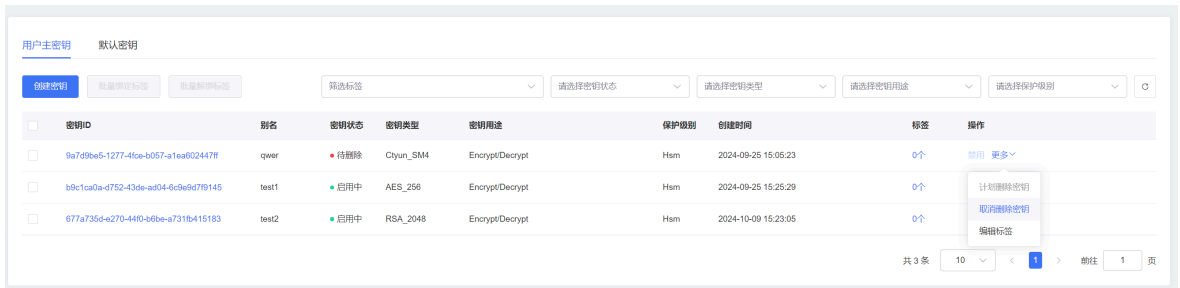 用户主密钥 默认密钥
创建密钥 批量绑定标签 批量解绑标签 筛选标签 请选择密钥状态 请选择密钥类型 请选择密钥用途 请选择保护级别
密钥ID 别名 密钥状态 密钥类型 密钥用途 保护级别 创建时间 标签 操作
9a7d9be5-1277-4fce-b057-a1ea602447ff qwer 待删除 Ctyun_SM4 Encrypt/Decrypt Hsm 2024-09-25 15:05:23 0个 禁用 更多
b9c1ca0a-d752-43de-ad04-6c9e9d7f9145 test1 启用中 AES_256 Encrypt/Decrypt Hsm 2024-09-25 15:25:29 0个
计划删除密钥
取消删除密钥
677a735d-e270-44f0-b6be-a731fb415183 test2 启用中 RSA_2048 Encrypt/Decrypt Hsm 2024-10-09 15:23:05 0个
编辑标签
共 3 条 10 1 前往 1 页